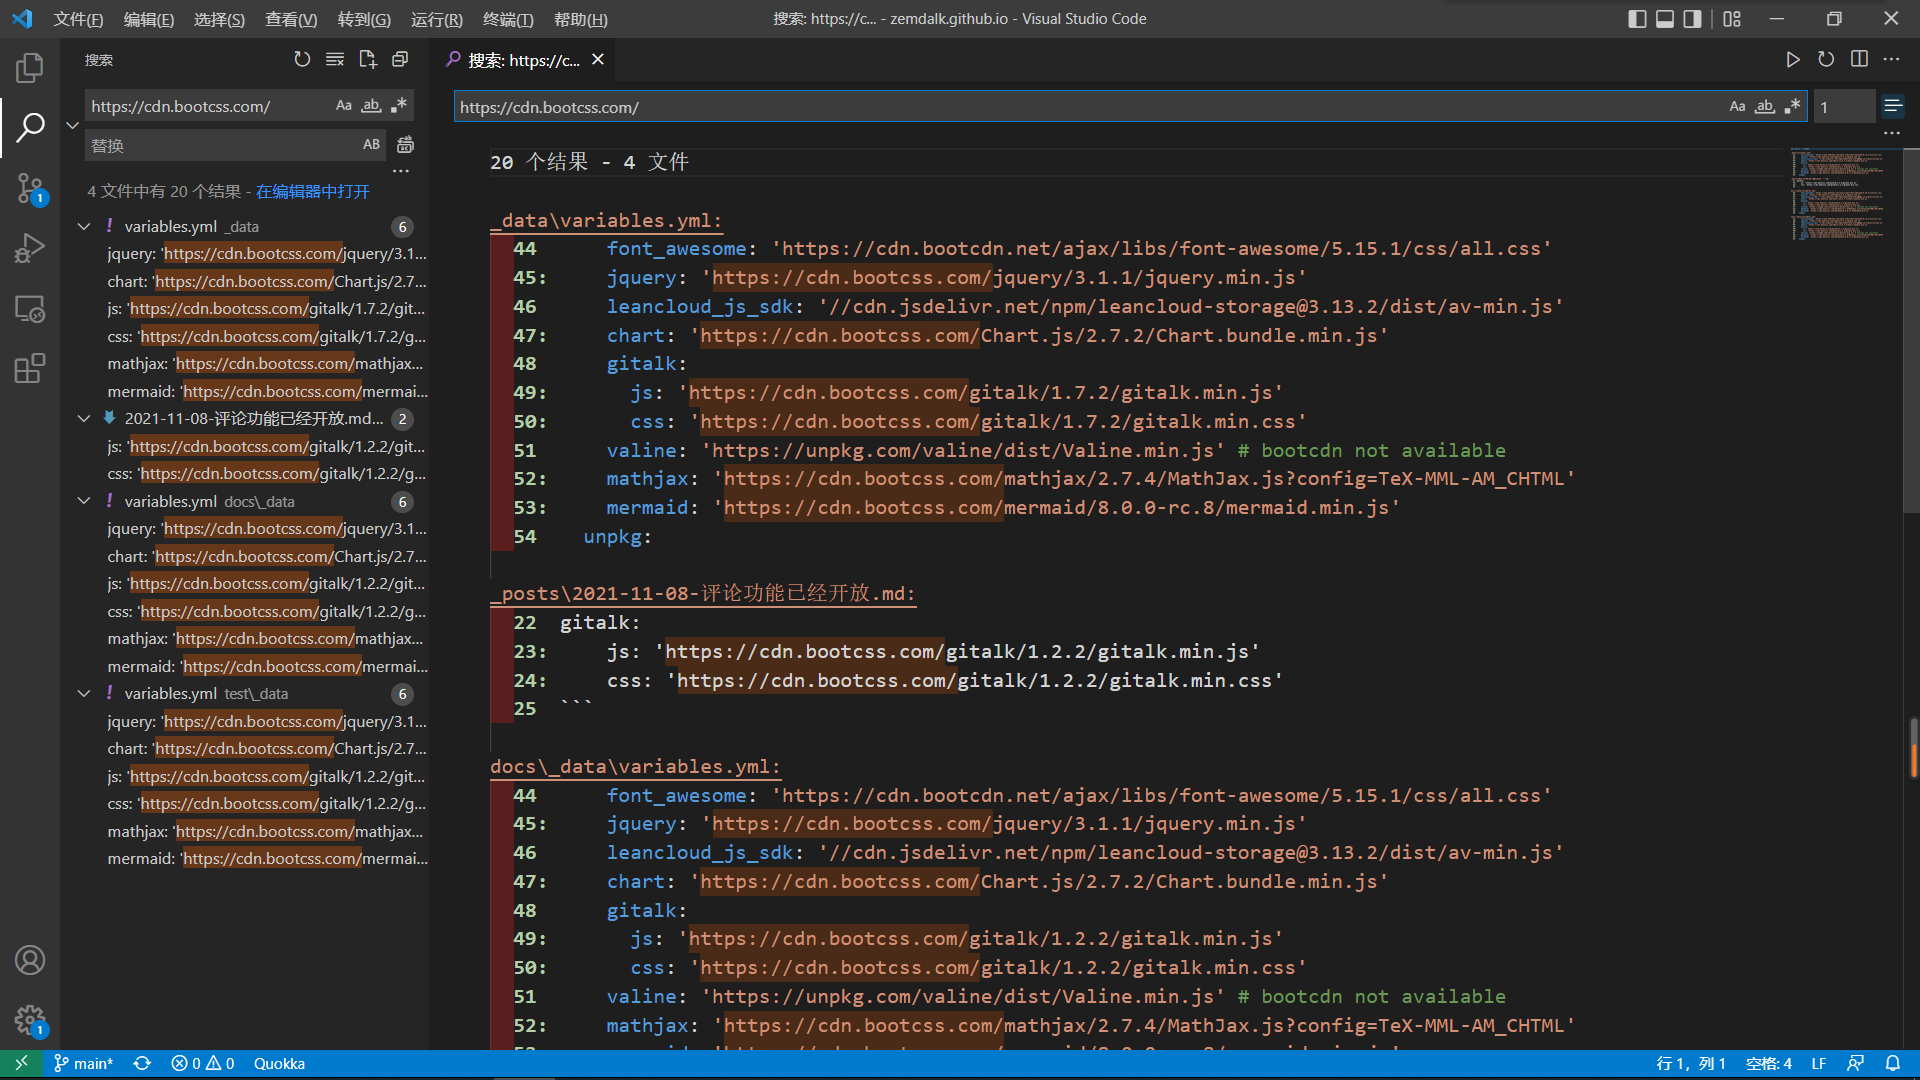 文件(F) 编辑(E) 选择(S) 查看(V) 转到(G) 运行(R) 终端(T) 帮助(H) 搜索: https://c... - zemdalk.github.io - Visual Studio Code
搜索
https://cdn.bootcss.com/ Aa ab
替换 AB
4 文件中有 20 个结果 - 在编辑器中打开
variables.yml _data 6
jquery: 'https://cdn.bootcss.com/jquery/3.1...
chart: 'https://cdn.bootcss.com/Chart.js/2.7...
js: 'https://cdn.bootcss.com/gitalk/1.7.2/git...
css: 'https://cdn.bootcss.com/gitalk/1.7.2/g...
mathjax: 'https://cdn.bootcss.com/mathjax...
mermaid: 'https://cdn.bootcss.com/mermai...
2021-11-08-评论功能已经开放.md... 2
js: 'https://cdn.bootcss.com/gitalk/1.2.2/git...
css: 'https://cdn.bootcss.com/gitalk/1.2.2/g...
variables.yml docs\_data 6
jquery: 'https://cdn.bootcss.com/jquery/3.1...
chart: 'https://cdn.bootcss.com/Chart.js/2.7...
js: 'https://cdn.bootcss.com/gitalk/1.2.2/git...
css: 'https://cdn.bootcss.com/gitalk/1.2.2/g...
mathjax: 'https://cdn.bootcss.com/mathjax...
mermaid: 'https://cdn.bootcss.com/mermai...
variables.yml test\_data 6
jquery: 'https://cdn.bootcss.com/jquery/3.1...
chart: 'https://cdn.bootcss.com/Chart.js/2.7...
js: 'https://cdn.bootcss.com/gitalk/1.2.2/git...
css: 'https://cdn.bootcss.com/gitalk/1.2.2/g...
mathjax: 'https://cdn.bootcss.com/mathjax...
mermaid: 'https://cdn.bootcss.com/mermai...
1
1
搜索: https://c...
https://cdn.bootcss.com/ Aa ab 1
20 个结果 - 4 文件
_data\variables.yml:
44 font_awesome: 'https://cdn.bootcdn.net/ajax/libs/font-awesome/5.15.1/css/all.css'
45: jquery: 'https://cdn.bootcss.com/jquery/3.1.1/jquery.min.js'
46 leancloud_js_sdk: '//cdn.jsdelivr.net/npm/leancloud-storage@3.13.2/dist/av-min.js'
47: chart: 'https://cdn.bootcss.com/Chart.js/2.7.2/Chart.bundle.min.js'
48 gitalk:
49: js: 'https://cdn.bootcss.com/gitalk/1.7.2/gitalk.min.js'
50: css: 'https://cdn.bootcss.com/gitalk/1.7.2/gitalk.min.css'
51 valine: 'https://unpkg.com/valine/dist/Valine.min.js' # bootcdn not available
52: mathjax: 'https://cdn.bootcss.com/mathjax/2.7.4/MathJax.js?config=TeX-MML-AM_CHTML'
53: mermaid: 'https://cdn.bootcss.com/mermaid/8.0.0-rc.8/mermaid.min.js'
54 unpkg:
_posts\2021-11-08-评论功能已经开放.md:
22 gitalk:
23: js: 'https://cdn.bootcss.com/gitalk/1.2.2/gitalk.min.js'
24: css: 'https://cdn.bootcss.com/gitalk/1.2.2/gitalk.min.css'
25 ```
docs\_data\variables.yml:
44 font_awesome: 'https://cdn.bootcdn.net/ajax/libs/font-awesome/5.15.1/css/all.css'
45: jquery: 'https://cdn.bootcss.com/jquery/3.1.1/jquery.min.js'
46 leancloud_js_sdk: '//cdn.jsdelivr.net/npm/leancloud-storage@3.13.2/dist/av-min.js'
47: chart: 'https://cdn.bootcss.com/Chart.js/2.7.2/Chart.bundle.min.js'
48 gitalk:
49: js: 'https://cdn.bootcss.com/gitalk/1.2.2/gitalk.min.js'
50: css: 'https://cdn.bootcss.com/gitalk/1.2.2/gitalk.min.css'
51 valine: 'https://unpkg.com/valine/dist/Valine.min.js' # bootcdn not available
52: mathjax: 'https://cdn.bootcss.com/mathjax/2.7.4/MathJax.js?config=TeX-MML-AM_CHTML'
main* 0 0 Quokka 行 1，列 1 空格: 4 LF